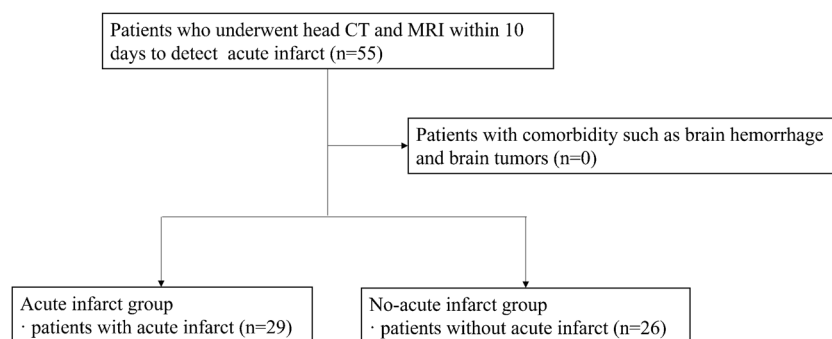 Patients who underwent head CT and MRI within 10
days to detect acute infarct (n=55)
Patients with comorbidity such as brain hemorrhage
and brain tumors (n=0)
Acute infarct group
· patients with acute infarct (n=29)
No-acute infarct group
· patients without acute infarct (n=26)